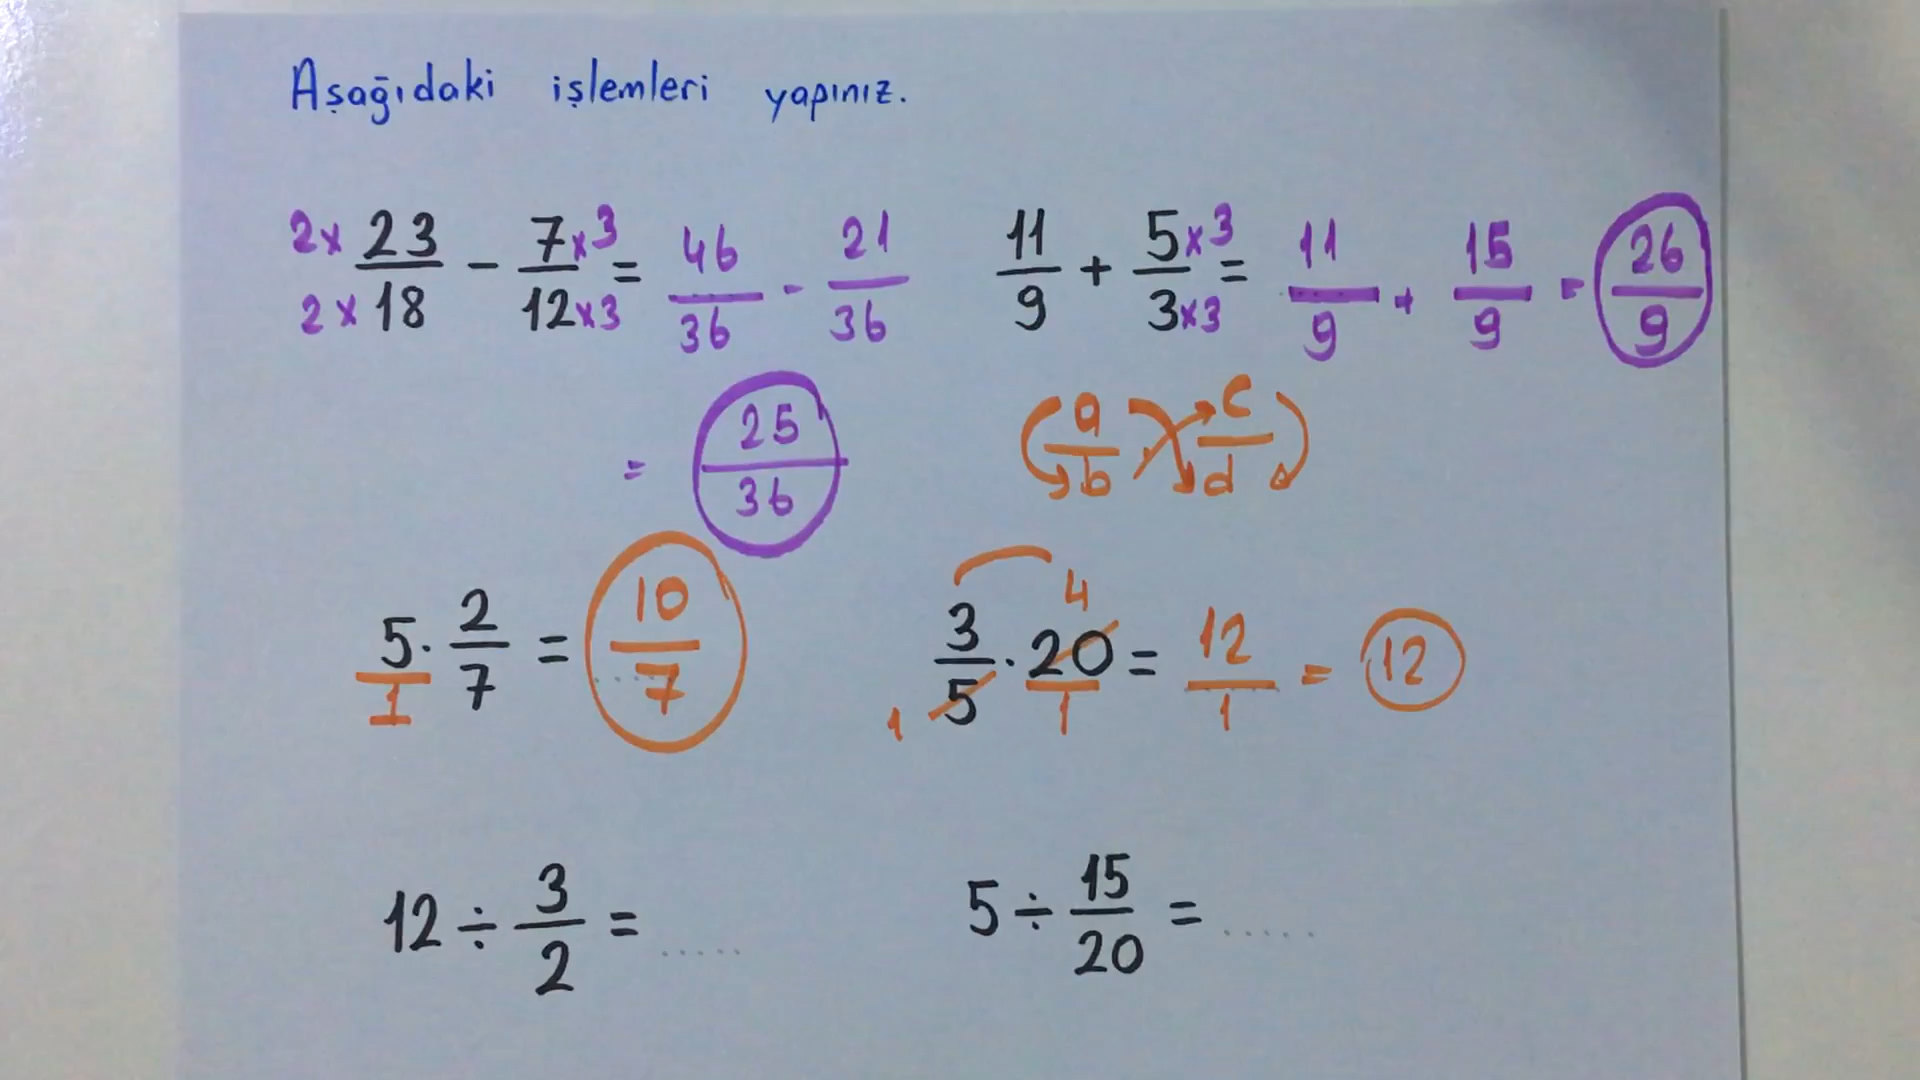 Aşağıdaki işlemleri yapınız.
2x 23/2x 18 - 7x3/12x3 = 46/36 - 21/36
= 25/36
11/9 + 5x3/3x3 = 11/9 + 15/9 = 26/9
a/b c/d
5/1 . 2/7 = 10/7
3/5 1 . 20/1 4 = 12/1 = 12
12 ÷ 3/2 = .....
5 ÷ 15/20 = .....